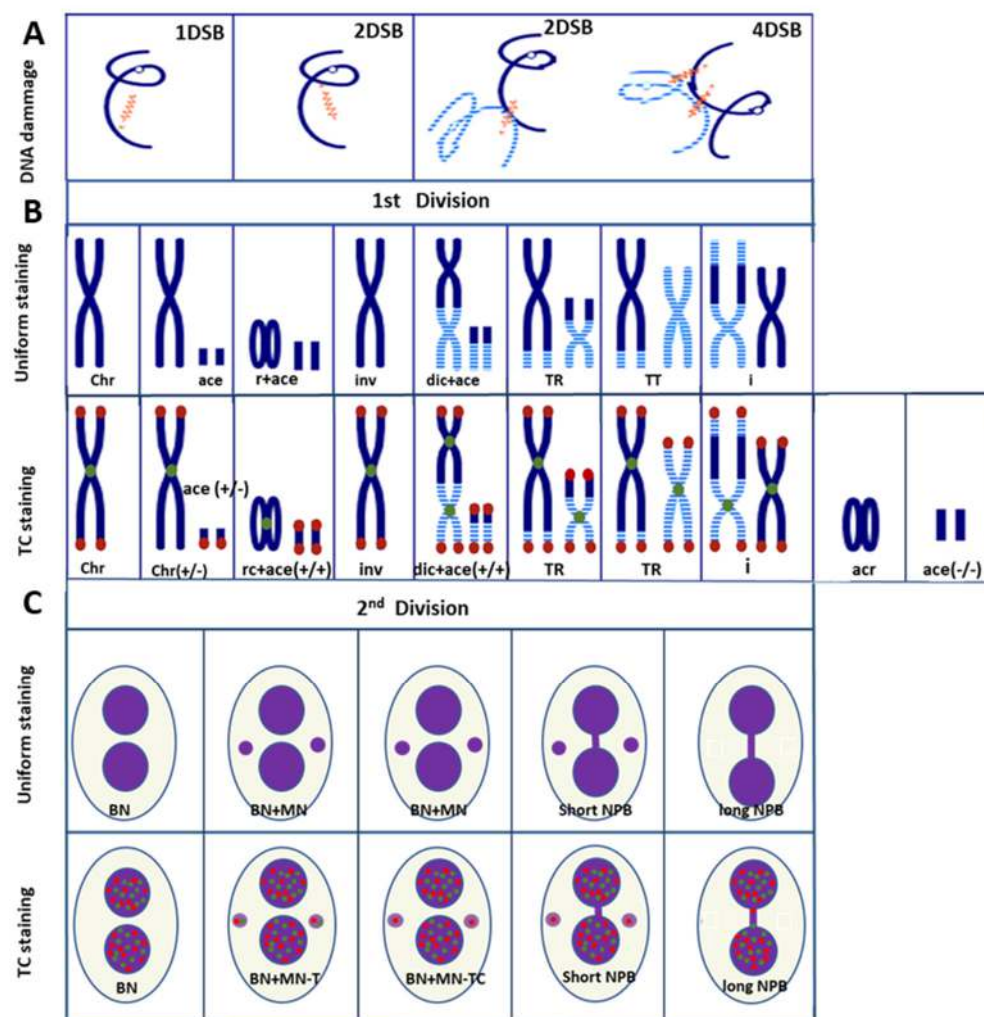 A
1DSB
2DSB
2DSB
4DSB
DNA dammage
1st Division
B
Uniform staining
Chr
ace
r+ace
inv
dic+ace
TR
TT
i
TC staining
ace (+/-)
Chr
Chr(+/-)
rc+ace(+/+)
inv
dic+ace(+/+)
TR
TR
i
acr
ace(-/-)
C
2nd Division
Uniform staining
BN
BN+MN
BN+MN
Short NPB
long NPB
TC staining
BN
BN+MN-T
BN+MN-TC
Short NPB
long NPB